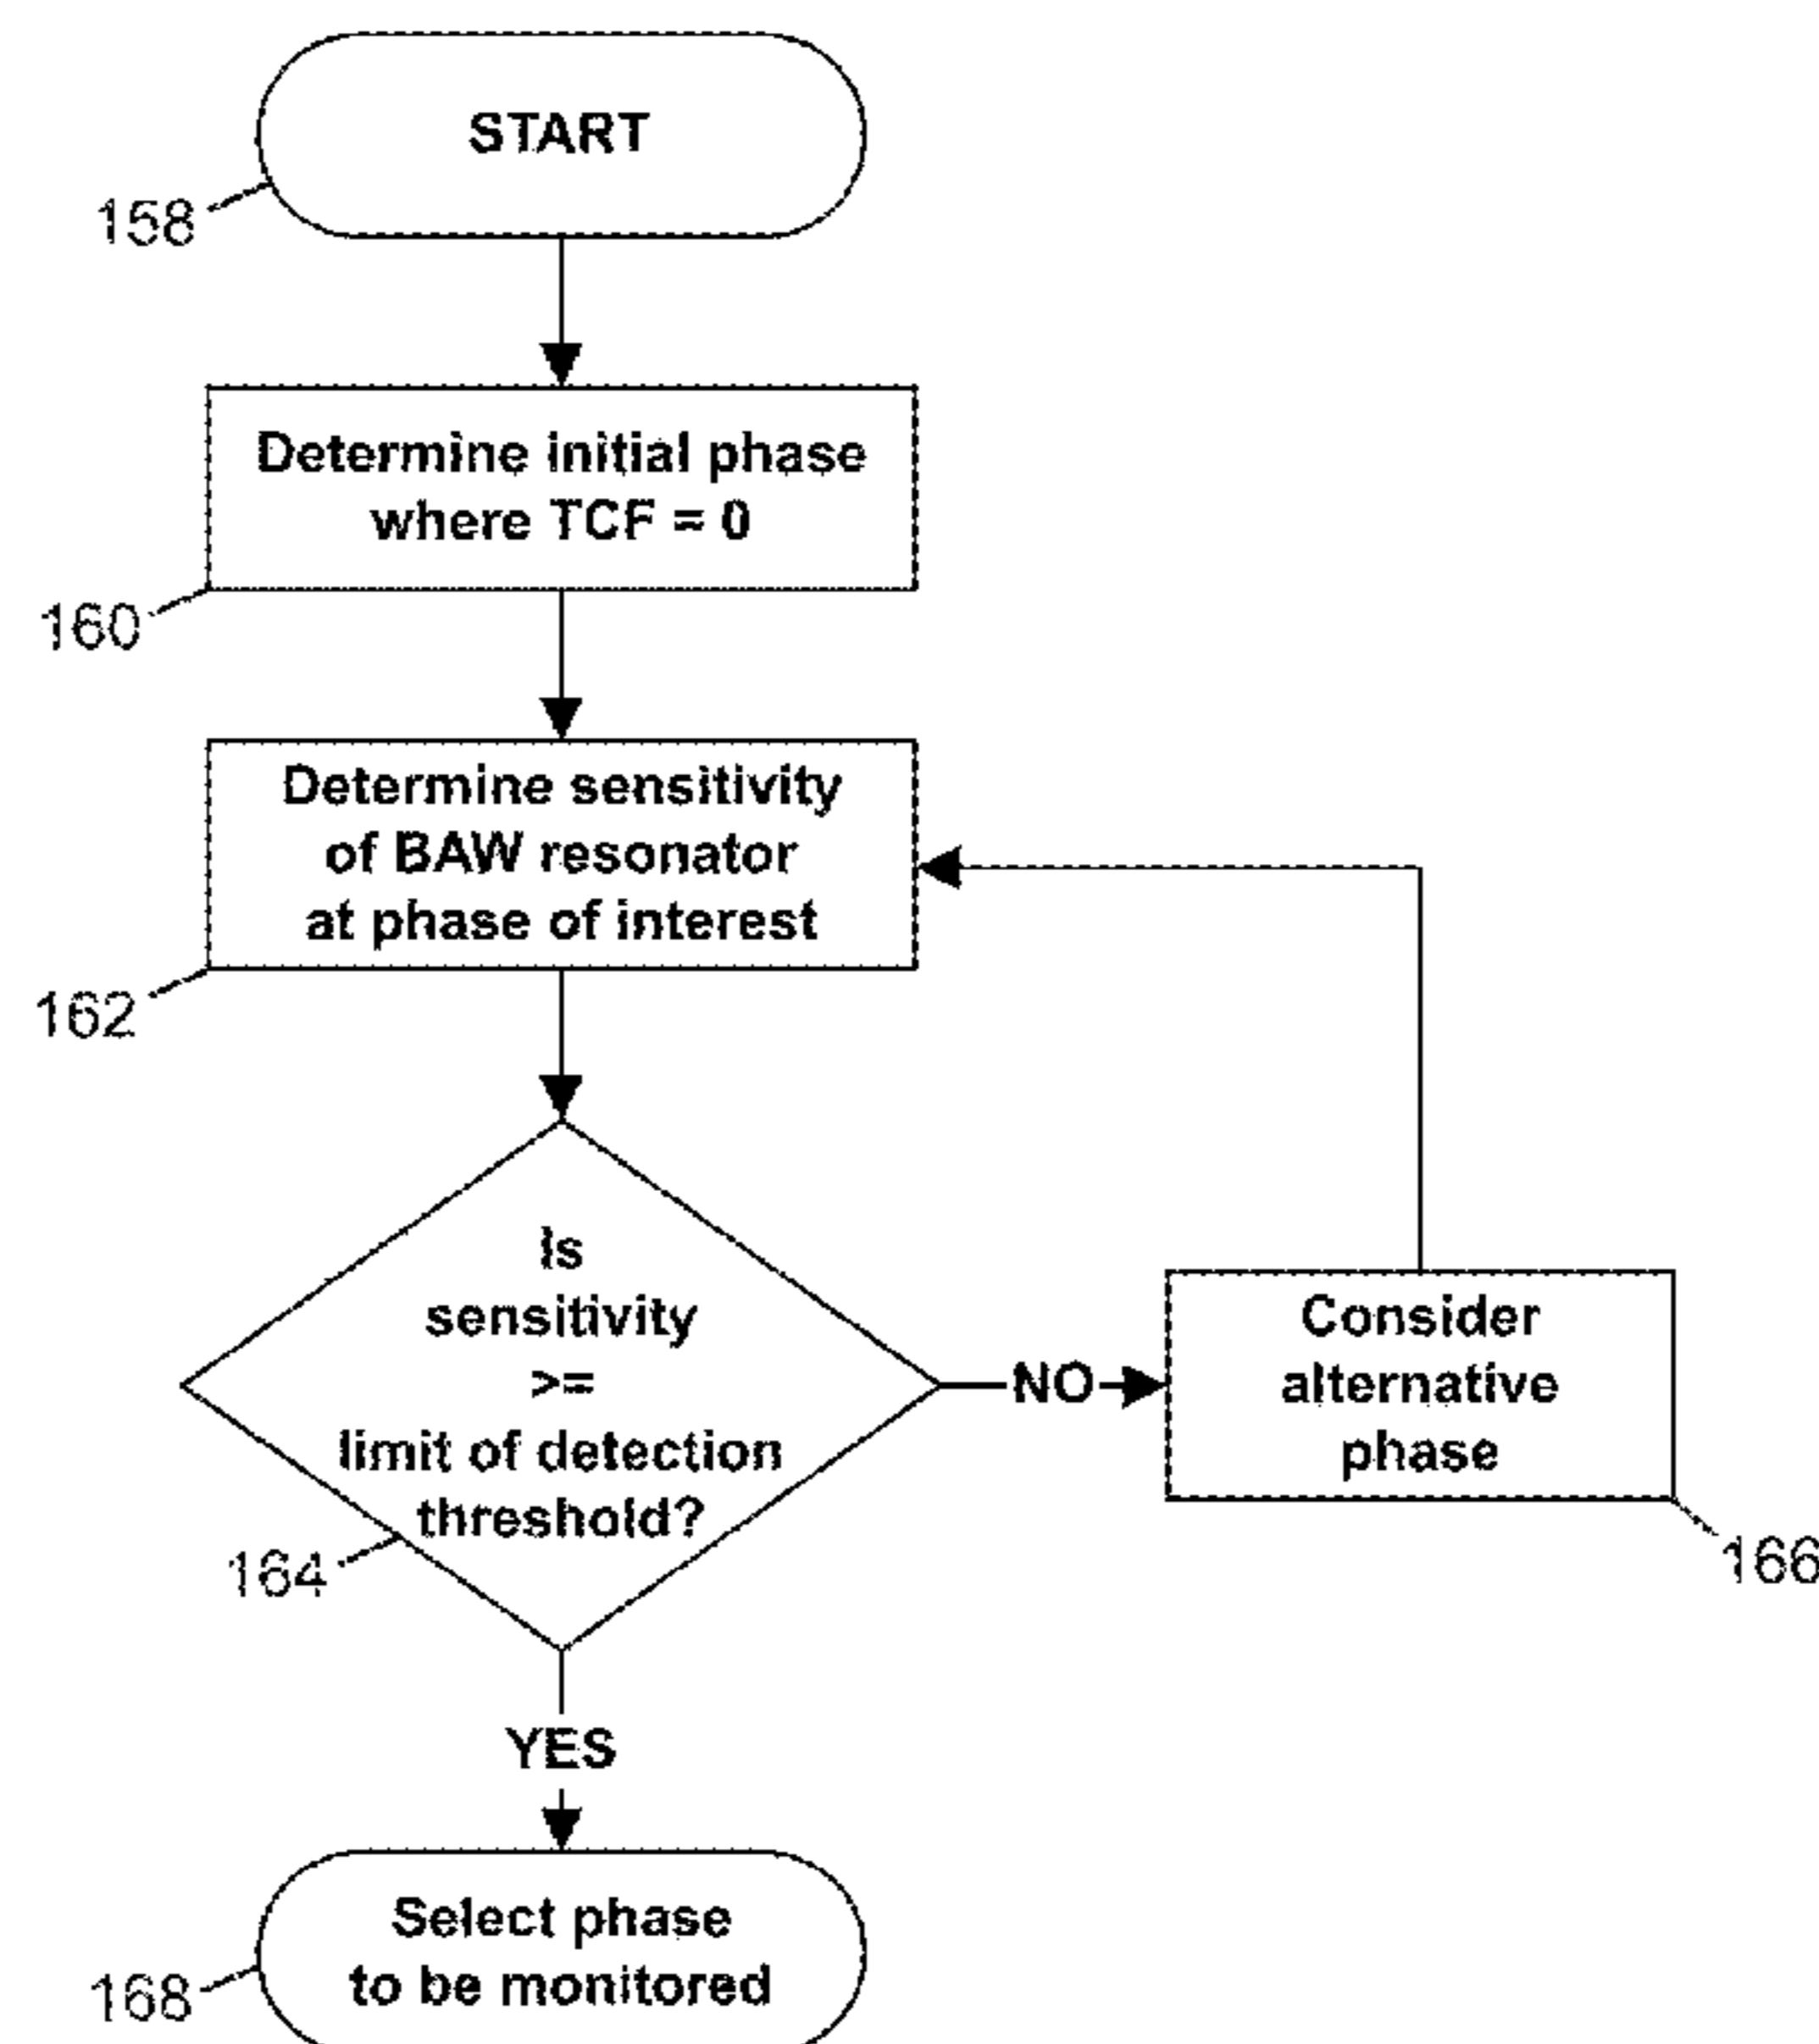 START
158
Determine initial phase
where TCF = 0
160
Determine sensitivity
of BAW resonator
at phase of interest
162
Is
sensitivity
>=
limit of detection
threshold?
164
NO
Consider
alternative
phase
166
YES
Select phase
to be monitored
168